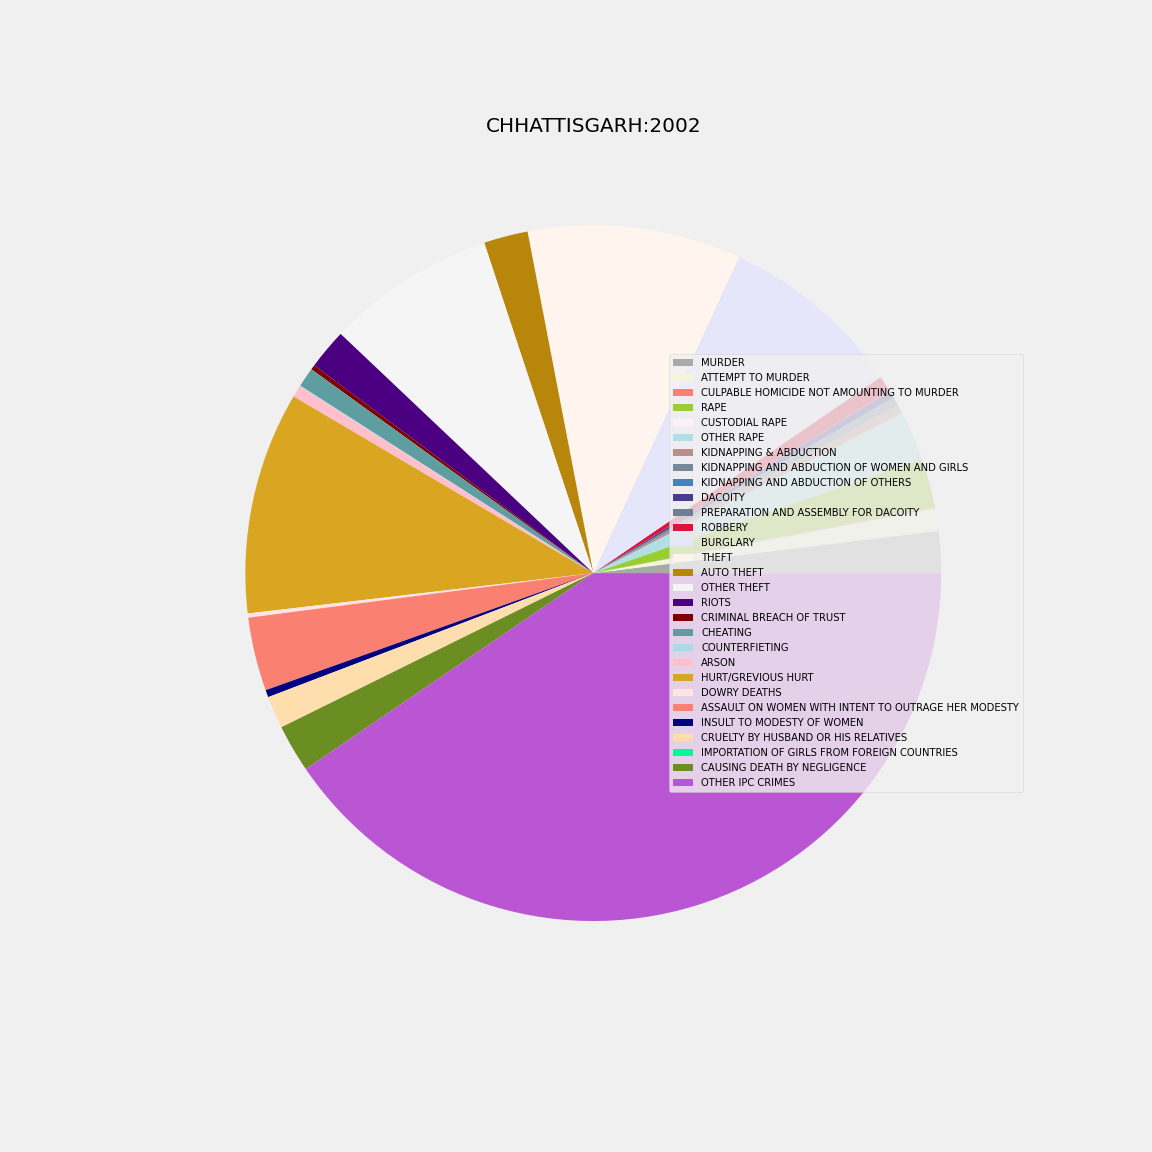 CHHATTISGARH:2002
MURDER
ATTEMPT TO MURDER
CULPABLE HOMICIDE NOT AMOUNTING TO MURDER
RAPE
CUSTODIAL RAPE
OTHER RAPE
KIDNAPPING & ABDUCTION
KIDNAPPING AND ABDUCTION OF WOMEN AND GIRLS
KIDNAPPING AND ABDUCTION OF OTHERS
DACOITY
PREPARATION AND ASSEMBLY FOR DACOITY
ROBBERY
BURGLARY
THEFT
AUTO THEFT
OTHER THEFT
RIOTS
CRIMINAL BREACH OF TRUST
CHEATING
COUNTERFIETING
ARSON
HURT/GREVIOUS HURT
DOWRY DEATHS
ASSAULT ON WOMEN WITH INTENT TO OUTRAGE HER MODESTY
INSULT TO MODESTY OF WOMEN
CRUELTY BY HUSBAND OR HIS RELATIVES
IMPORTATION OF GIRLS FROM FOREIGN COUNTRIES
CAUSING DEATH BY NEGLIGENCE
OTHER IPC CRIMES